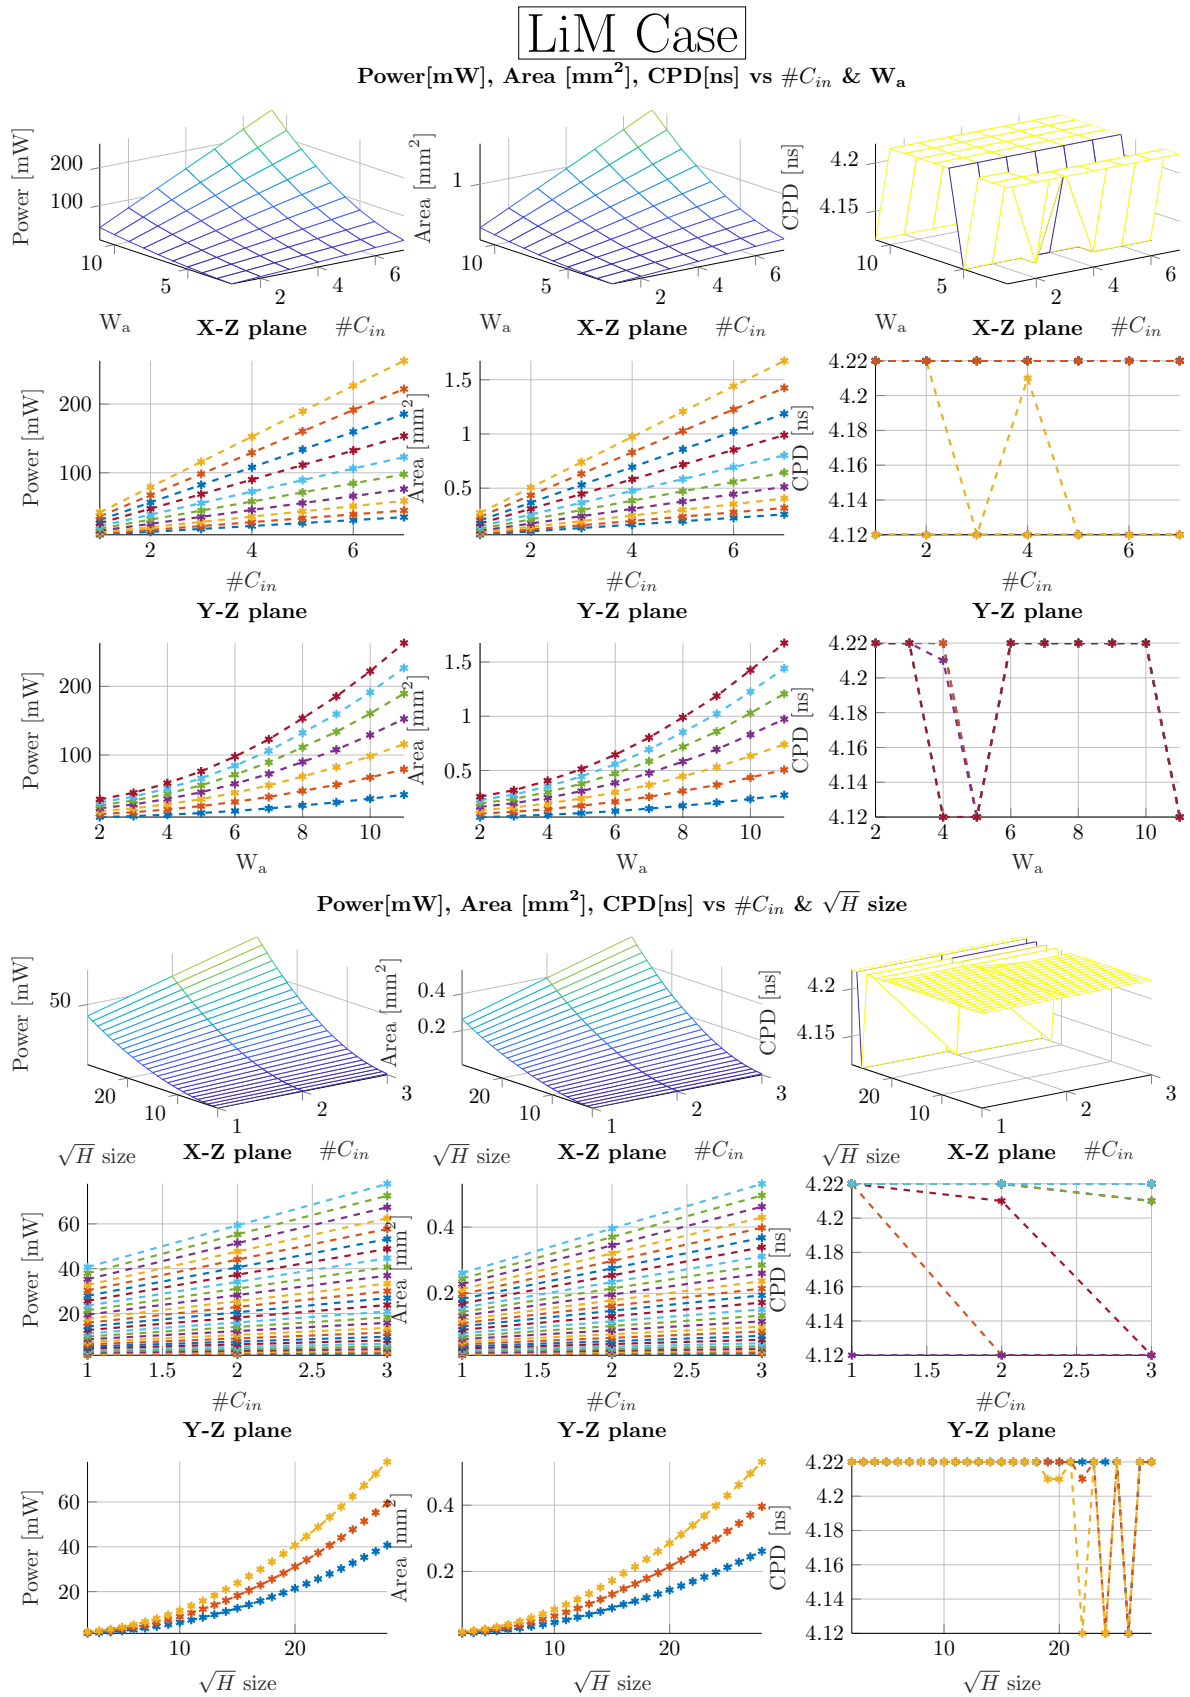 LiM Case
Power[mW], Area [mm²], CPD[ns] vs #C_in & W_a
Power [mW]
200
100
10
5
2
4
6
W_a
#C_in
Area [mm²]
1
10
5
2
4
6
W_a
#C_in
CPD [ns]
4.2
4.15
10
5
2
4
6
W_a
#C_in
X-Z plane
Power [mW]
200
100
2
4
6
#C_in
X-Z plane
Area [mm²]
1.5
1
0.5
2
4
6
#C_in
X-Z plane
CPD [ns]
4.22
4.2
4.18
4.16
4.14
4.12
2
4
6
#C_in
Y-Z plane
Power [mW]
200
100
2
4
6
8
10
W_a
Y-Z plane
Area [mm²]
1.5
1
0.5
2
4
6
8
10
W_a
Y-Z plane
CPD [ns]
4.22
4.2
4.18
4.16
4.14
4.12
2
4
6
8
10
W_a
Power[mW], Area [mm²], CPD[ns] vs #C_in & √H size
Power [mW]
50
20
10
1
2
3
√H size
#C_in
Area [mm²]
0.4
0.2
20
10
1
2
3
√H size
#C_in
CPD [ns]
4.2
4.15
20
10
1
2
3
√H size
#C_in
X-Z plane
Power [mW]
60
40
20
1
1.5
2
2.5
3
#C_in
X-Z plane
Area [mm²]
0.4
0.2
1
1.5
2
2.5
3
#C_in
X-Z plane
CPD [ns]
4.22
4.2
4.18
4.16
4.14
4.12
1
1.5
2
2.5
3
#C_in
Y-Z plane
Power [mW]
60
40
20
10
20
√H size
Y-Z plane
Area [mm²]
0.4
0.2
10
20
√H size
Y-Z plane
CPD [ns]
4.22
4.2
4.18
4.16
4.14
4.12
10
20
√H size